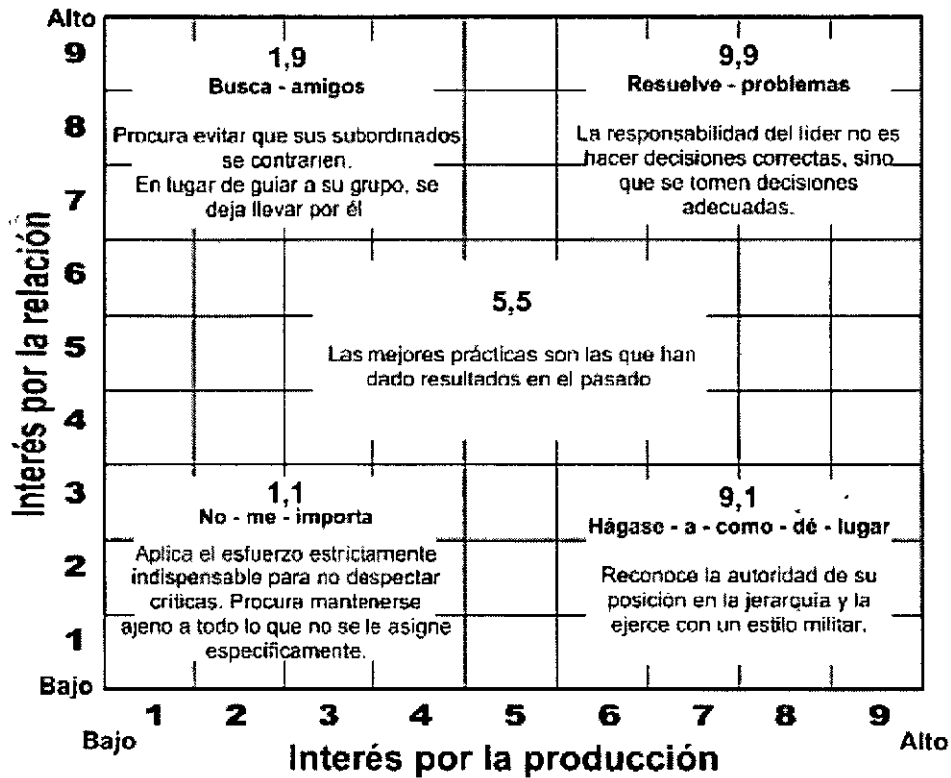 Alto
9
8
7
6
5
4
3
2
1
Bajo
Interés por la relación
1,9
Busca - amigos
Procura evitar que sus subordinados
se contrarien.
En lugar de guiar a su grupo, se
deja llevar por él
9,9
Resuelve - problemas
La responsabilidad del lider no es
hacer decisiones correctas, sino
que se tomen decisiones
adecuadas.
5,5
Las mejores prácticas son las que han
dado resultados en el pasado
1,1
No - me - importa
Aplica el esfuerzo estrictamente
indispensable para no despectar
criticas. Procura mantenerse
ajeno a todo lo que no se le asigne
especificamente.
9,1
Hágase - a - como - dé - lugar
Reconoce la autoridad de su
posición en la jerarquia y la
ejerce con un estilo militar.
1 2 3 4 5 6 7 8 9
Bajo
Alto
Interés por la producción